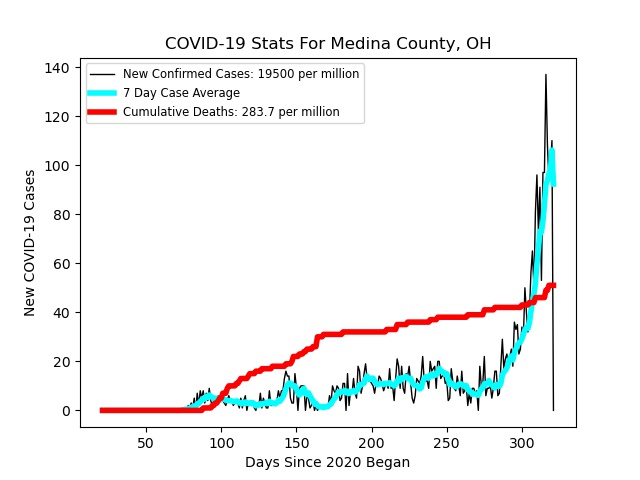 COVID-19 Stats For Medina County, OH
New Confirmed Cases: 19500 per million
7 Day Case Average
Cumulative Deaths: 283.7 per million
New COVID-19 Cases
140
120
100
80
60
40
20
0
50 100 150 200 250 300
Days Since 2020 Began